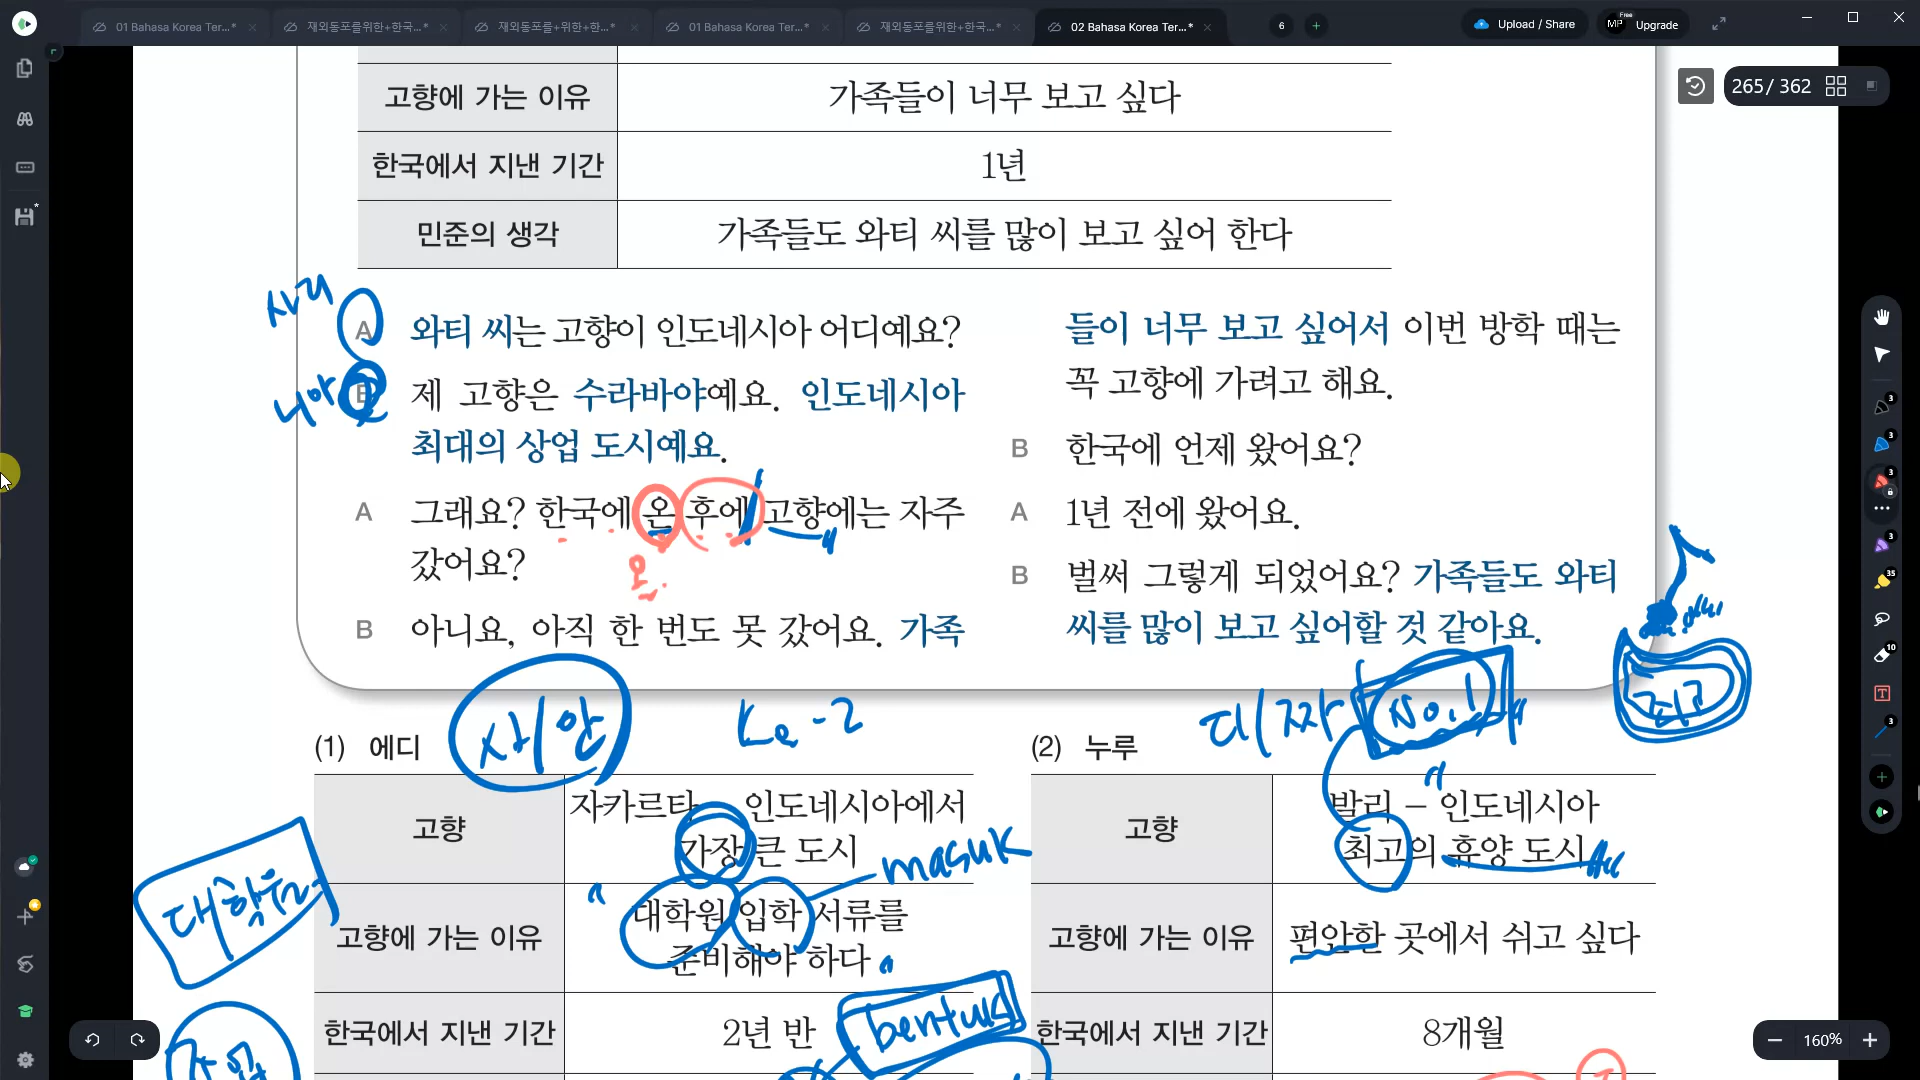 01 Bahasa Korea Ter...*
재외동포를위한+한국...*
재외동포를+위한+한...*
01 Bahasa Korea Ter...*
재외동포를위한+한국...*
02 Bahasa Korea Ter...*
6
Upload / Share
MP Free Upgrade
265 / 362
고향에 가는 이유 가족들이 너무 보고 싶다
한국에서 지낸 기간 1년
민준의 생각 가족들도 와티 씨를 많이 보고 싶어 한다
A 와티 씨는 고향이 인도네시아 어디예요?
제 고향은 수라바야예요. 인도네시아
최대의 상업 도시예요.
A 그래요? 한국에 온 후에 고향에는 자주
갔어요?
온
B 아니요, 아직 한 번도 못 갔어요. 가족
들이 너무 보고 싶어서 이번 방학 때는
꼭 고향에 가려고 해요.
B 한국에 언제 왔어요?
A 1년 전에 왔어요.
B 벌써 그렇게 되었어요? 가족들도 와티
씨를 많이 보고 싶어할 것 같아요.
최고
Ke-2
No.1
(1) 에디
고향 자카르타 – 인도네시아에서
가장 큰 도시
masuk
대학원
고향에 가는 이유 대학원 입학 서류를
준비해야 하다
한국에서 지낸 기간 2년 반
bentuk
(2) 누루
고향 발리 – 인도네시아
최고의 휴양 도시
고향에 가는 이유 편안한 곳에서 쉬고 싶다
한국에서 지낸 기간 8개월
160%